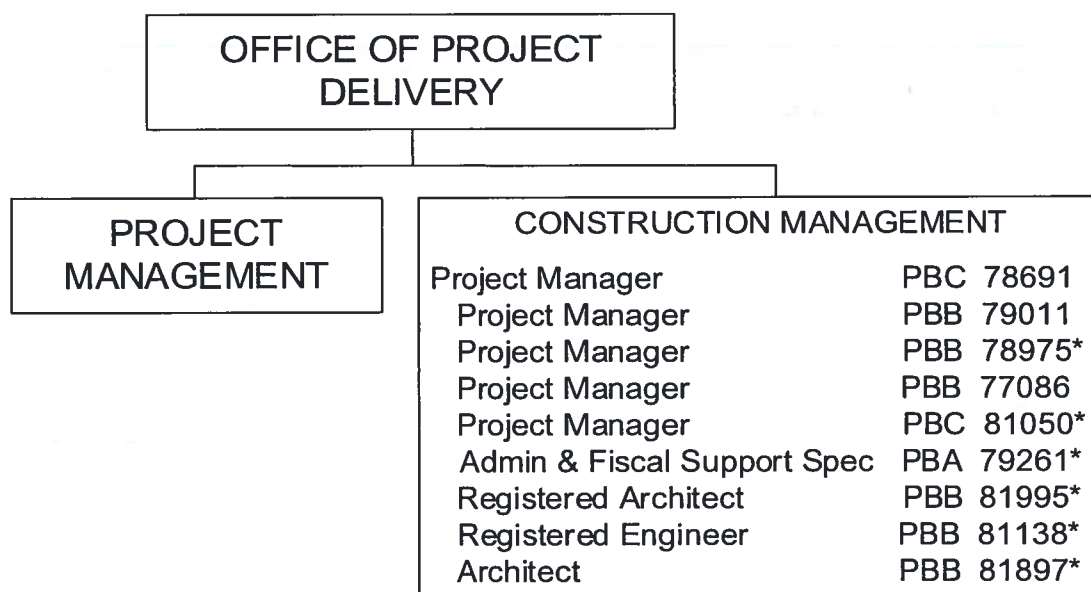 OFFICE OF PROJECT
DELIVERY
PROJECT
MANAGEMENT
CONSTRUCTION MANAGEMENT
Project Manager PBC 78691
Project Manager PBB 79011
Project Manager PBB 78975*
Project Manager PBB 77086
Project Manager PBC 81050*
Admin & Fiscal Support Spec PBA 79261*
Registered Architect PBB 81995*
Registered Engineer PBB 81138*
Architect PBB 81897*